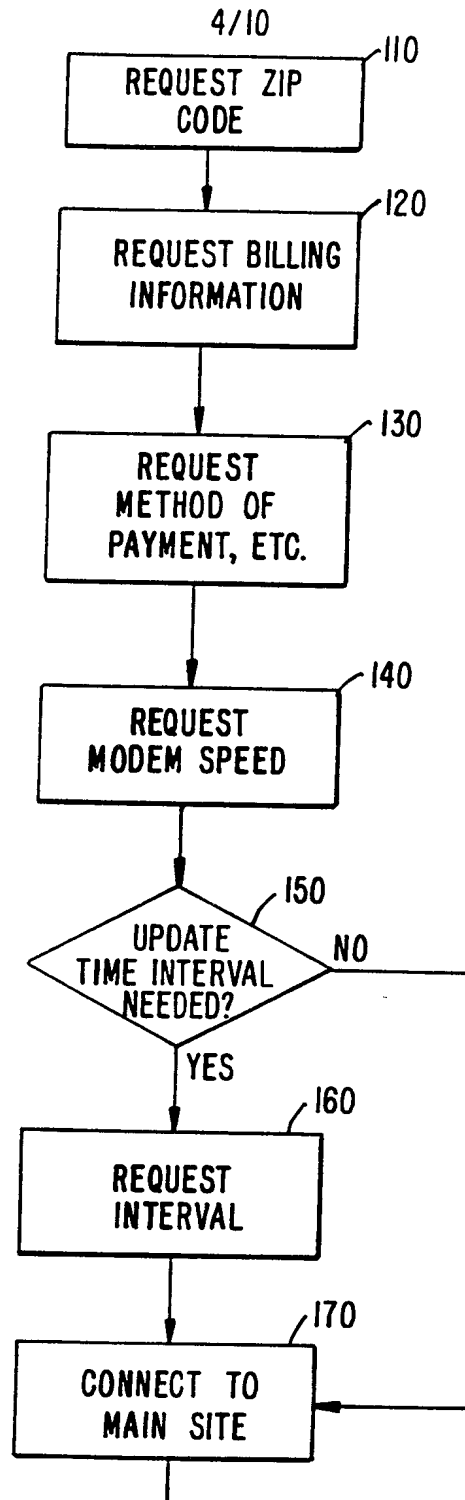 4/10
110
REQUEST ZIP
CODE
120
REQUEST BILLING
INFORMATION
130
REQUEST
METHOD OF
PAYMENT, ETC.
140
REQUEST
MODEM SPEED
150
UPDATE
TIME INTERVAL
NEEDED?
NO
YES
160
REQUEST
INTERVAL
170
CONNECT TO
MAIN SITE